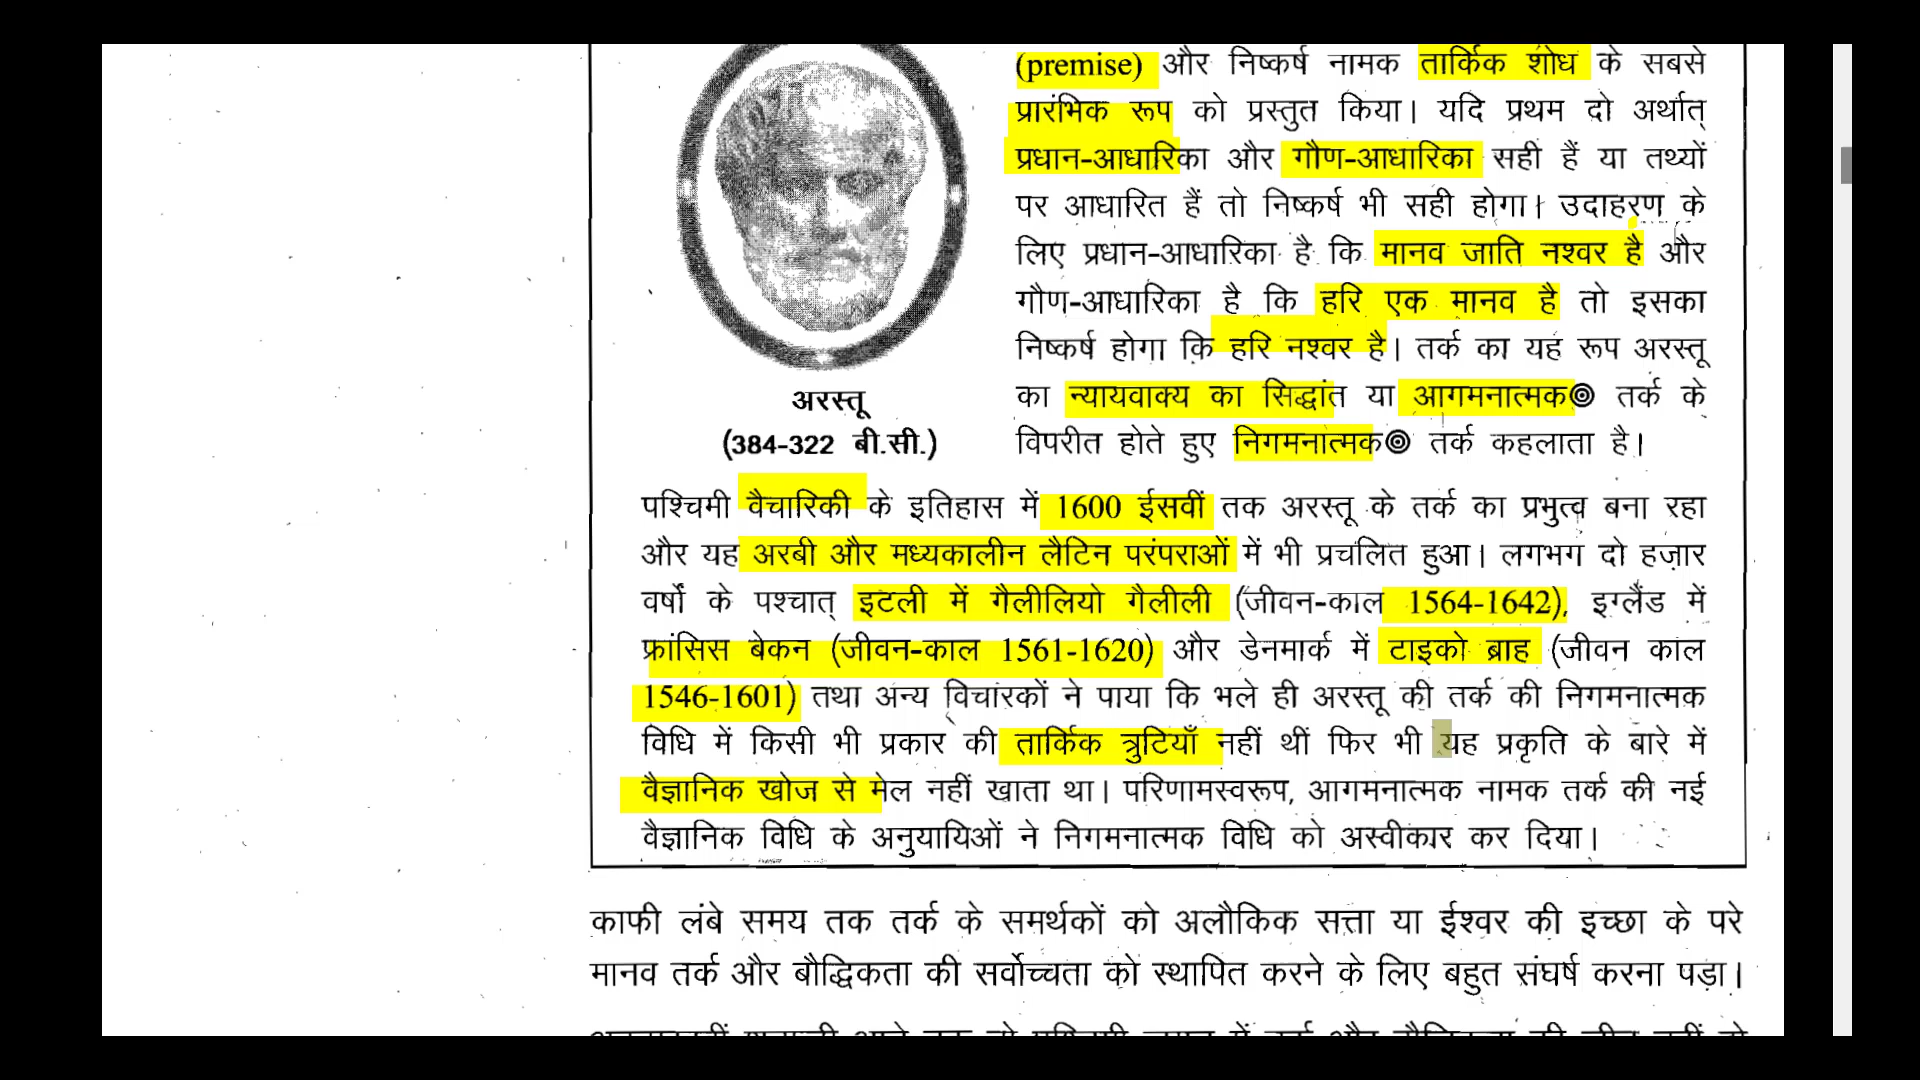 (premise) और निष्कर्ष नामक तार्किक शोध के सबसे
प्रारंभिक रूप को प्रस्तुत किया। यदि प्रथम दो अर्थात्
प्रधान-आधारिका और गौण-आधारिका सही हैं या तथ्यों
पर आधारित हैं तो निष्कर्ष भी सही होगा। उदाहरण के
लिए प्रधान-आधारिका है कि मानव जाति नश्वर है और
गौण-आधारिका है कि हरि एक मानव है तो इसका
निष्कर्ष होगा कि हरि नश्वर है। तर्क का यह रूप अरस्तू
का न्यायवाक्य का सिद्धांत या आगमनात्मक◎ तर्क के
विपरीत होते हुए निगमनात्मक◎ तर्क कहलाता है।
अरस्तू
(384-322 बी.सी.)
पश्चिमी वैचारिकी के इतिहास में 1600 ईसवीं तक अरस्तू के तर्क का प्रभुत्व बना रहा
और यह अरबी और मध्यकालीन लैटिन परंपराओं में भी प्रचलित हुआ। लगभग दो हज़ार
वर्षों के पश्चात् इटली में गैलीलियो गैलीली (जीवन-काल 1564-1642), इग्लैंड में
फ्रांसिस बेकन (जीवन-काल 1561-1620) और डेनमार्क में टाइको ब्राह (जीवन काल
1546-1601) तथा अन्य विचारकों ने पाया कि भले ही अरस्तू की तर्क की निगमनात्मक
विधि में किसी भी प्रकार की तार्किक त्रुटियाँ नहीं थीं फिर भी यह प्रकृति के बारे में
वैज्ञानिक खोज से मेल नहीं खाता था। परिणामस्वरूप, आगमनात्मक नामक तर्क की नई
वैज्ञानिक विधि के अनुयायिओं ने निगमनात्मक विधि को अस्वीकार कर दिया।
काफी लंबे समय तक तर्क के समर्थकों को अलौकिक सत्ता या ईश्वर की इच्छा के परे
मानव तर्क और बौद्धिकता की सर्वोच्चता को स्थापित करने के लिए बहुत संघर्ष करना पड़ा।